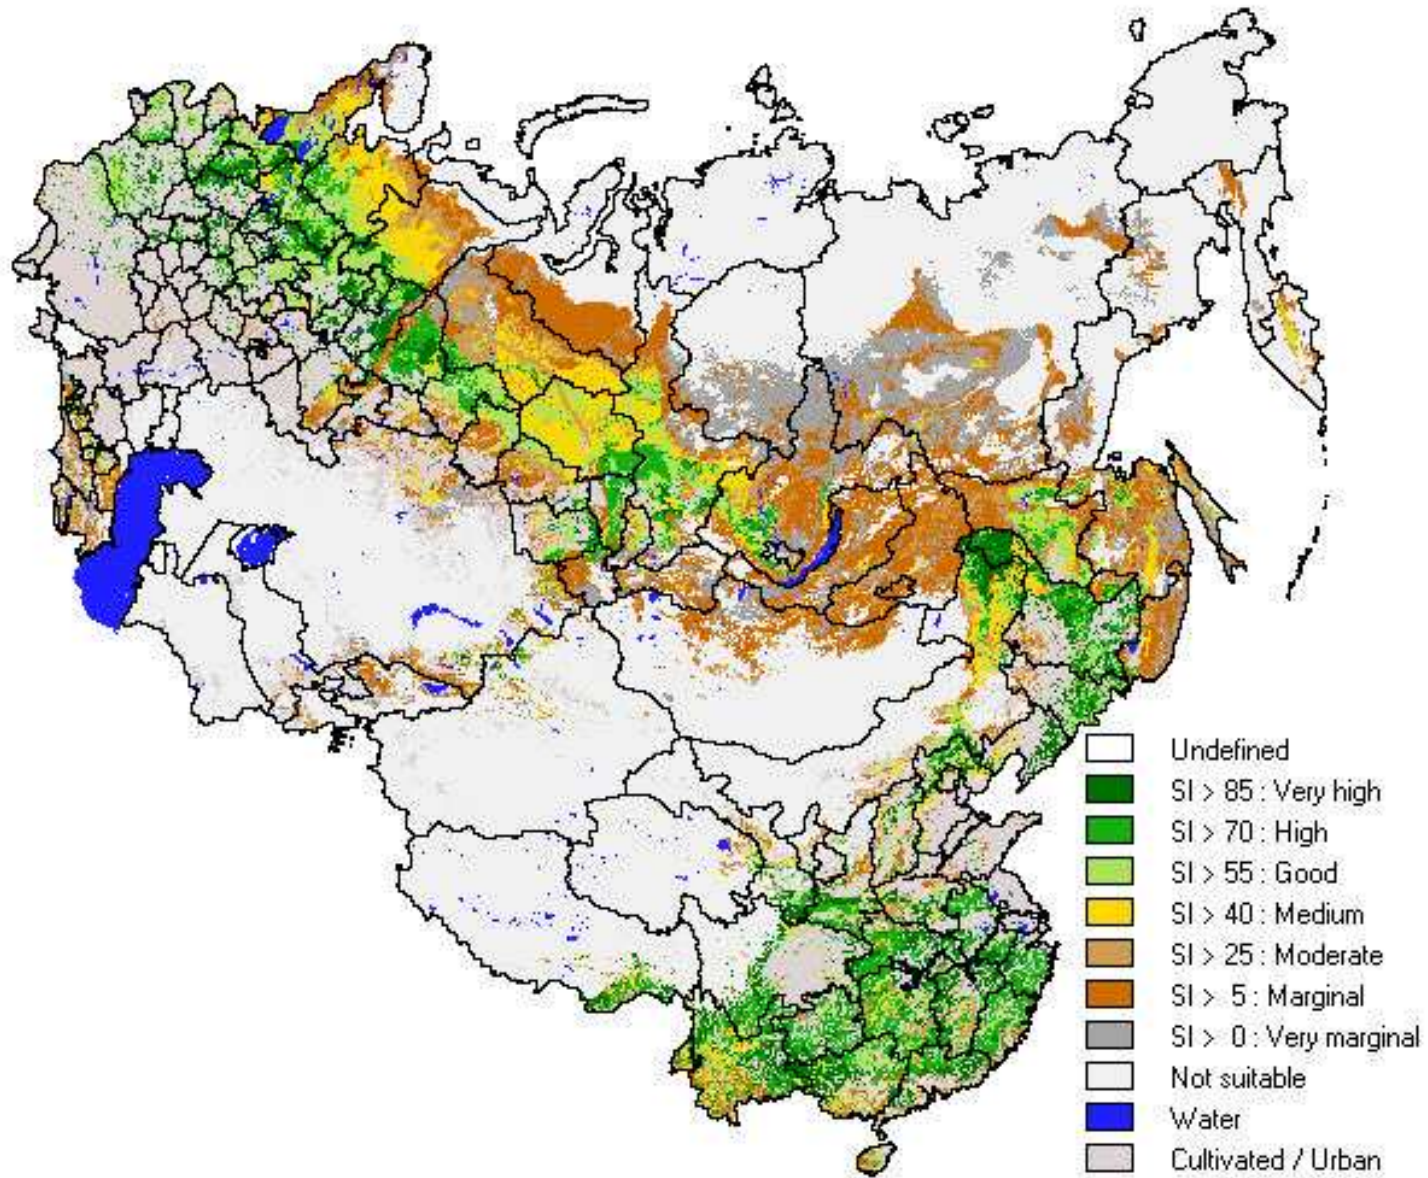 Undefined
SI > 85 : Very high
SI > 70 : High
SI > 55 : Good
SI > 40 : Medium
SI > 25 : Moderate
SI > 5 : Marginal
SI > 0 : Very marginal
Not suitable
Water
Cultivated / Urban